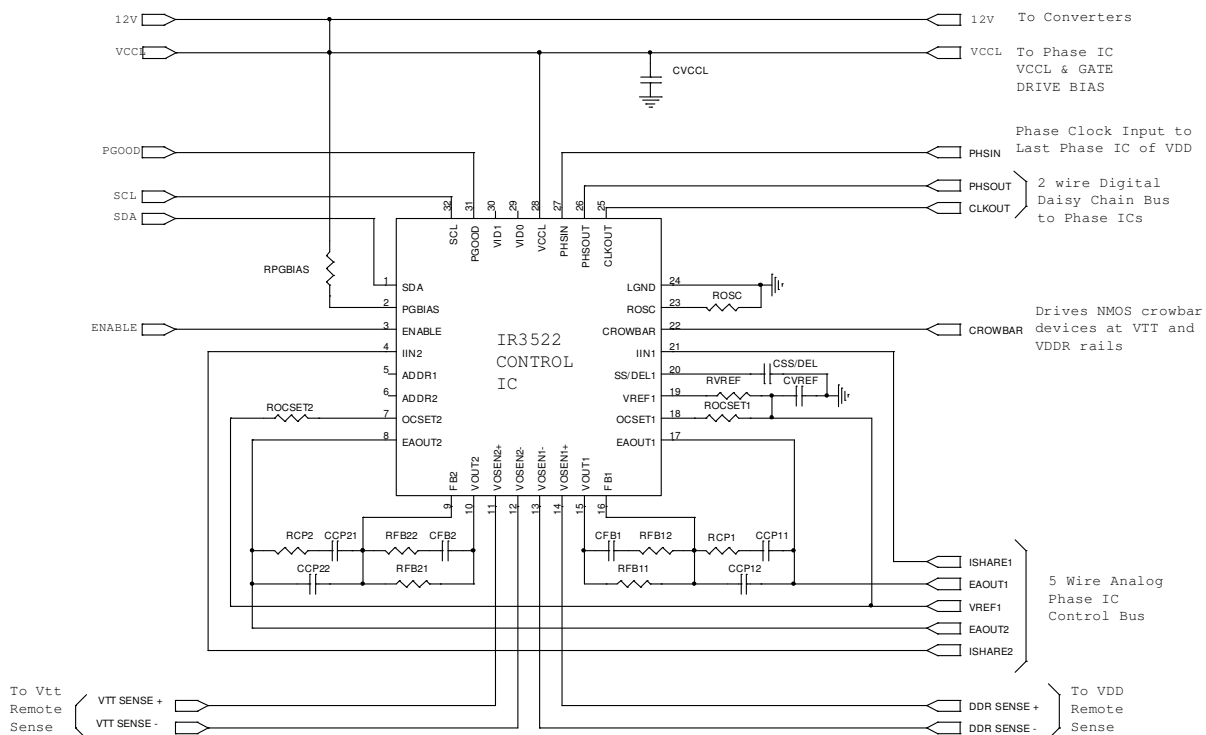 12V
12V
To Converters
VCCL
VCCL
To Phase IC
VCCL & GATE
DRIVE BIAS
CVCCL
Phase Clock Input to
Last Phase IC of VDD
PGOOD
PHSIN
SCL
SDA
PHSOUT
CLKOUT
2 wire Digital
Daisy Chain Bus
to Phase ICs
32
31
30
29
28
27
26
25
SCL
PGOOD
VID1
VID0
VCCL
PHSIN
PHSOUT
CLKOUT
RPGBIAS
1
SDA
2
PGBIAS
3
ENABLE
4
IIN2
5
ADDR1
6
ADDR2
7
OCSET2
8
EAOUT2
ENABLE
ROCSET2
IR3522
CONTROL
IC
LGND
24
ROSC
23
ROSC
CROWBAR
22
IIN1
21
SS/DEL1
20
CSS/DEL
VREF1
19
RVREF
CVREF
OCSET1
18
ROCSET1
EAOUT1
17
CROWBAR
Drives NMOS crowbar
devices at VTT and
VDDR rails
FB2
VOUT2
VOSEN2+
VOSEN2-
VOSEN1-
VOSEN1+
VOUT1
FB1
9
10
11
12
13
14
15
16
RCP2
CCP21
RFB22
CFB2
CFB1
RFB12
RCP1
CCP11
CCP22
RFB21
RFB11
CCP12
ISHARE1
EAOUT1
VREF1
EAOUT2
ISHARE2
5 Wire Analog
Phase IC
Control Bus
To Vtt
Remote
Sense
VTT SENSE +
VTT SENSE -
DDR SENSE +
DDR SENSE -
To VDD
Remote
Sense